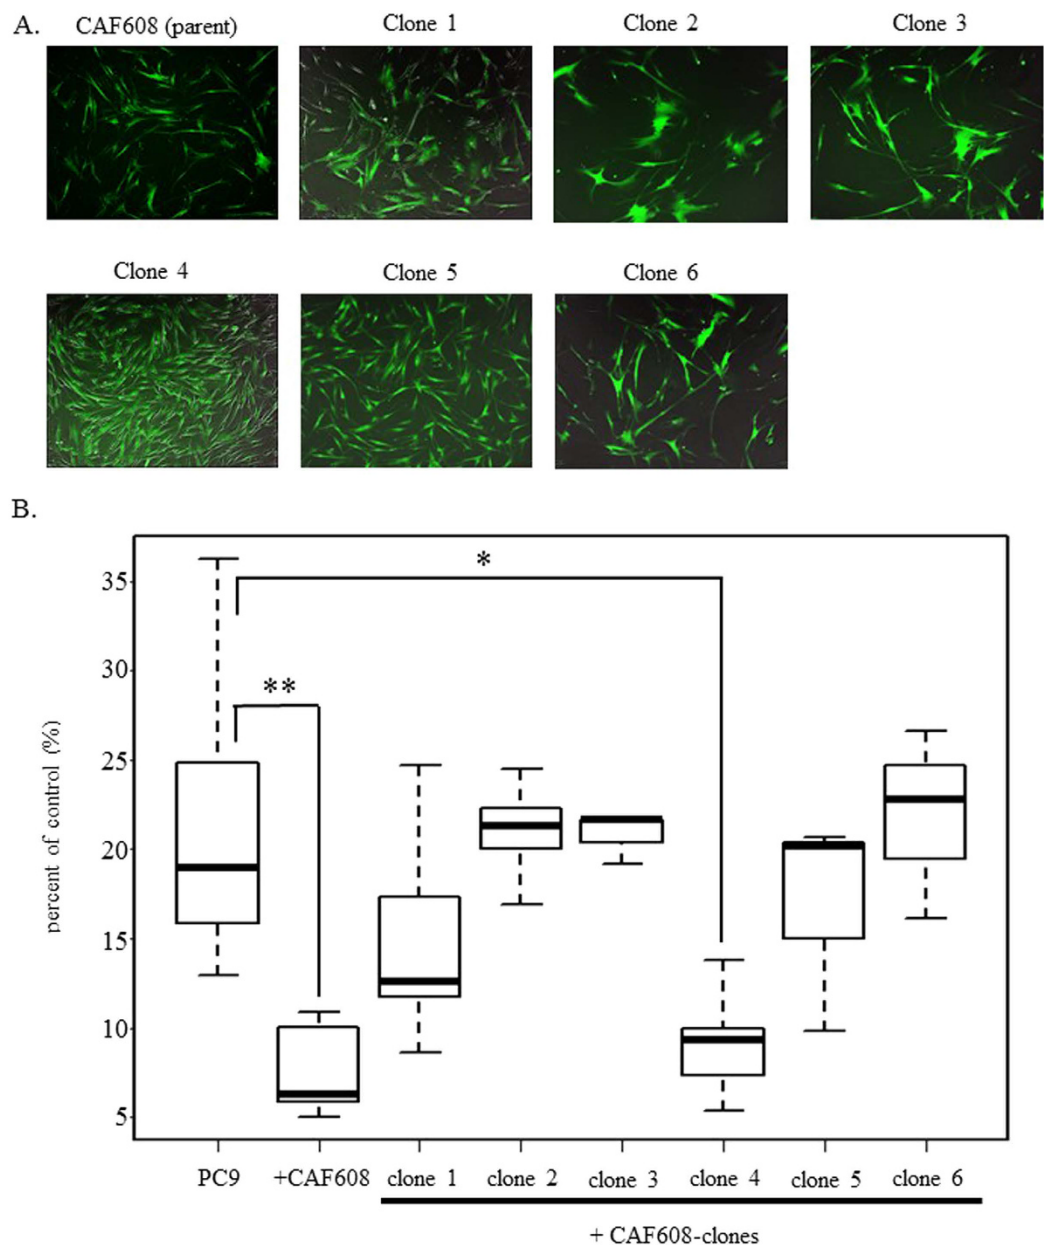 A.
CAF608 (parent)
Clone 1
Clone 2
Clone 3
Clone 4
Clone 5
Clone 6
B.
percent of control (%)
35
30
25
20
15
10
5
*
**
PC9
+CAF608
clone 1
clone 2
clone 3
clone 4
clone 5
clone 6
+ CAF608-clones